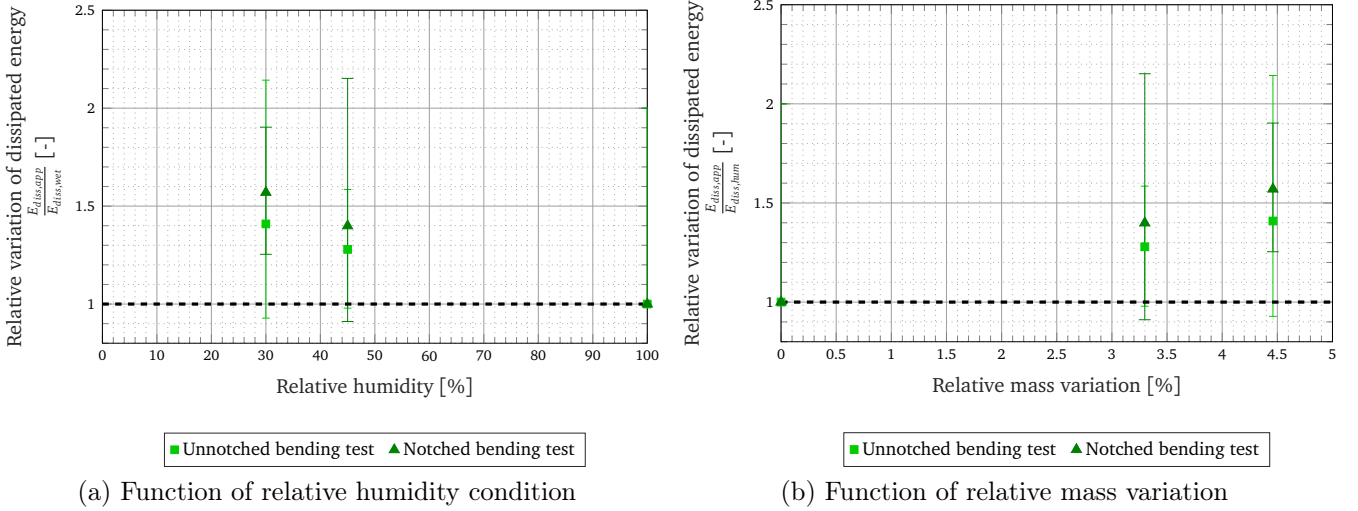 Relative variation of dissipated energy
E_diss,app / E_diss,wet [-]
2.5
2
1.5
1
0 10 20 30 40 50 60 70 80 90 100
Relative humidity [%]
Unnotched bending test Notched bending test
(a) Function of relative humidity condition
Relative variation of dissipated energy
E_diss,app / E_diss,hum [-]
2.5
2
1.5
1
0 0.5 1 1.5 2 2.5 3 3.5 4 4.5 5
Relative mass variation [%]
Unnotched bending test Notched bending test
(b) Function of relative mass variation